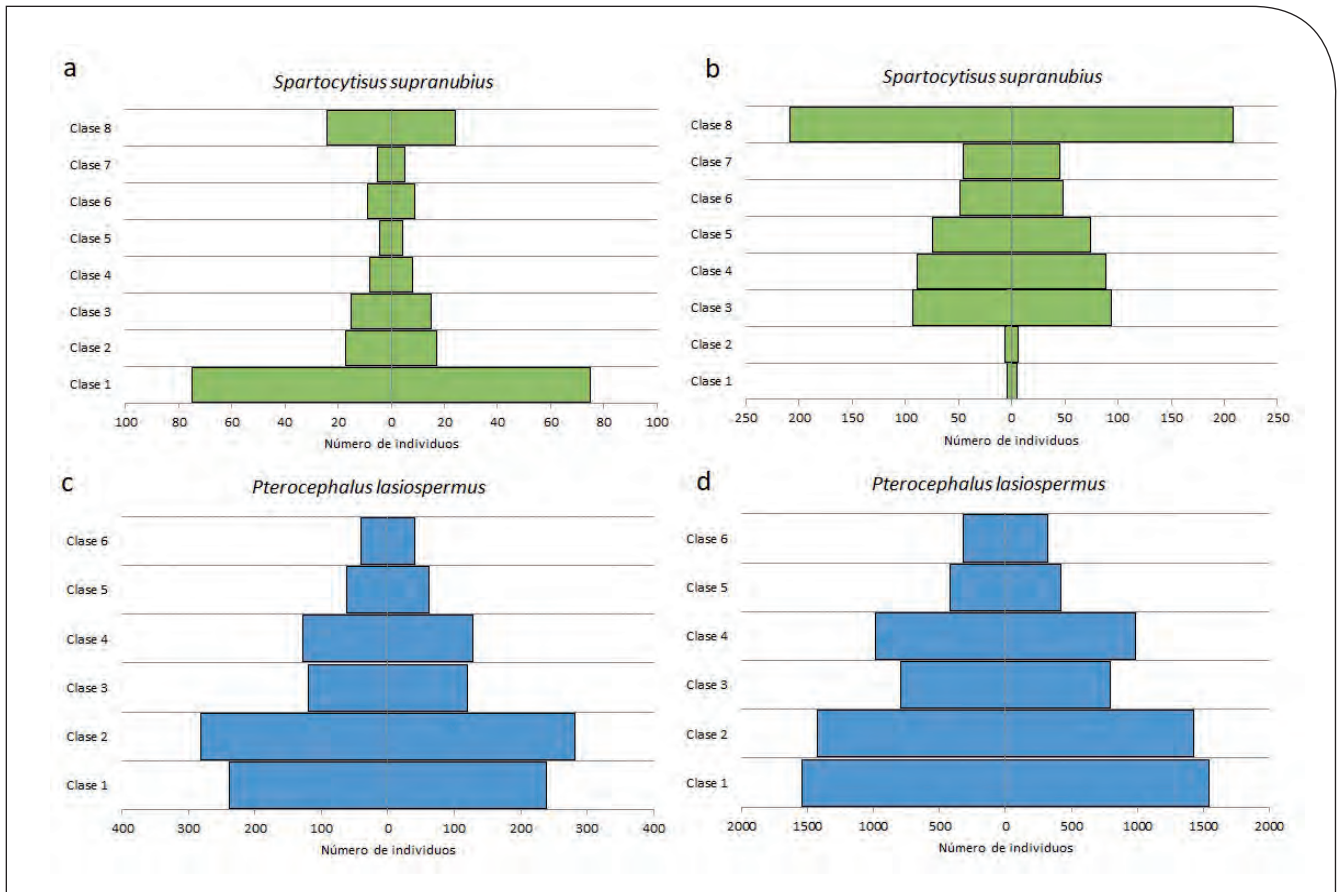 a
Spartocytisus supranubius
Clase 8
Clase 7
Clase 6
Clase 5
Clase 4
Clase 3
Clase 2
Clase 1
100 80 60 40 20 0 20 40 60 80 100
Número de individuos
b
Spartocytisus supranubius
Clase 8
Clase 7
Clase 6
Clase 5
Clase 4
Clase 3
Clase 2
Clase 1
-250 200 150 100 50 0 50 100 150 200 250
Número de individuos
c
Pterocephalus lasiospermus
Clase 6
Clase 5
Clase 4
Clase 3
Clase 2
Clase 1
400 300 200 100 0 100 200 300 400
Número de individuos
d
Pterocephalus lasiospermus
Clase 6
Clase 5
Clase 4
Clase 3
Clase 2
Clase 1
2000 1500 1000 500 0 500 1000 1500 2000
Número de individuos